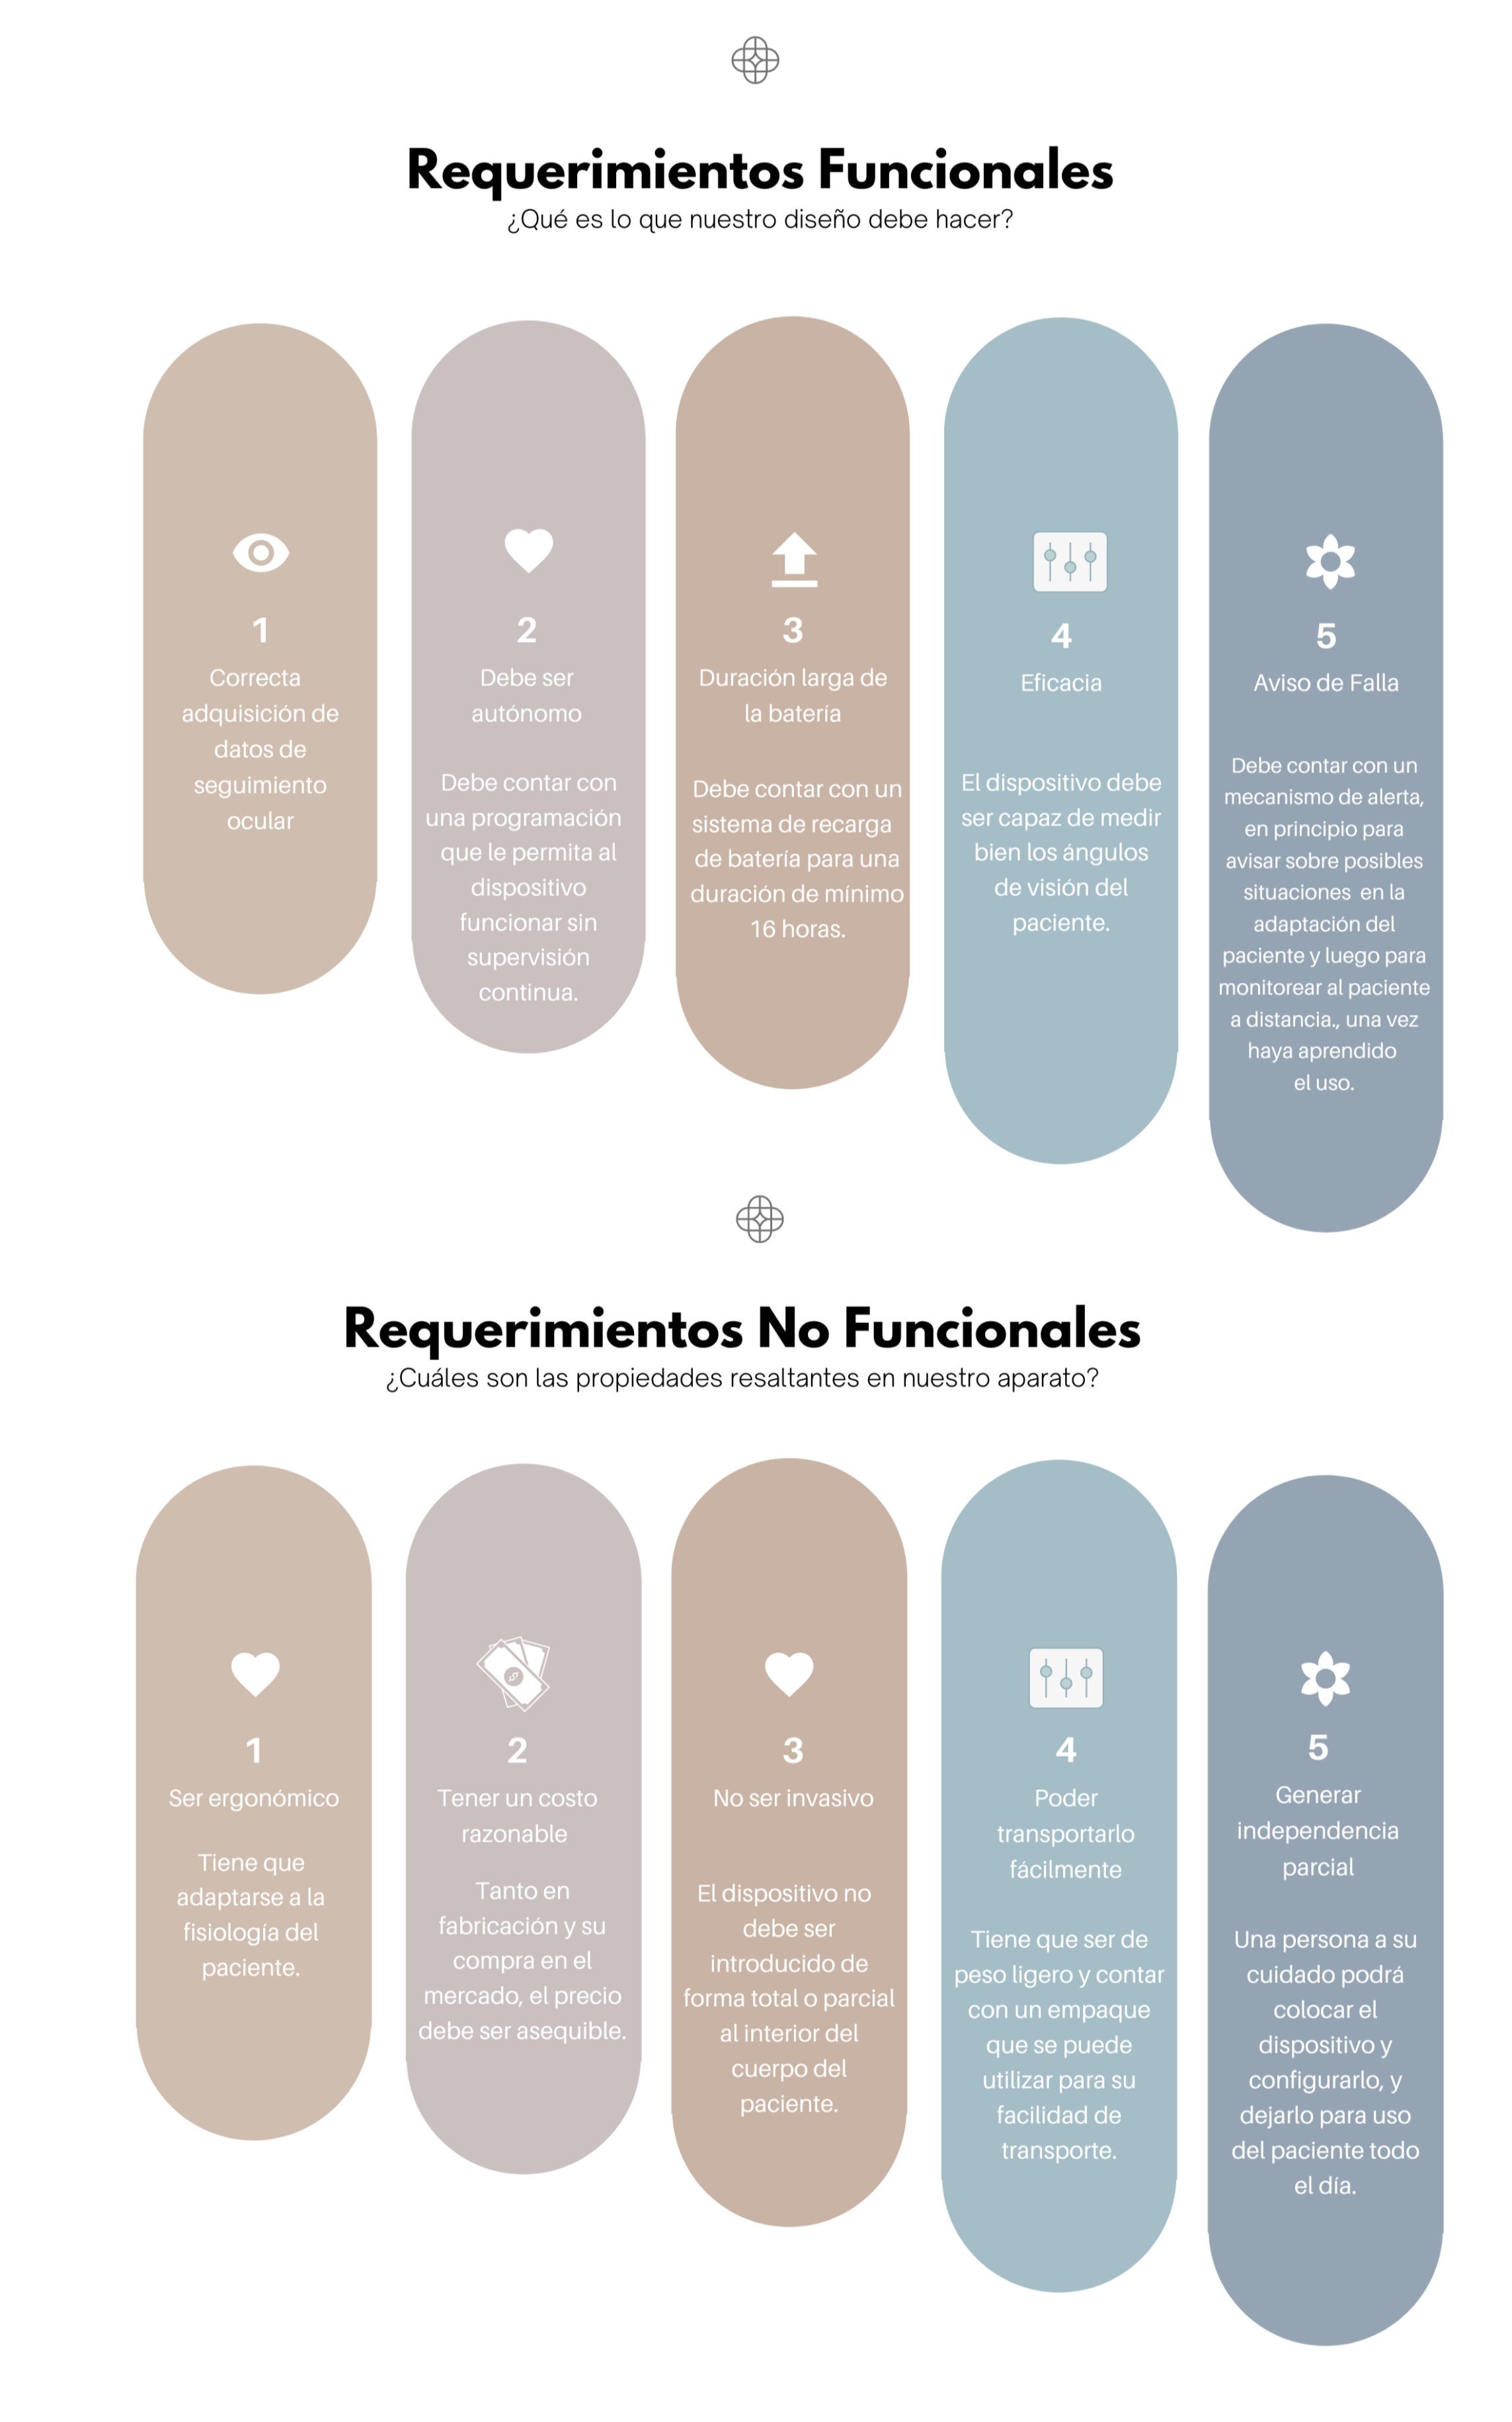 Requerimientos Funcionales
¿Qué es lo que nuestro diseño debe hacer?
1
Correcta
adquisición de
datos de
seguimiento
ocular
2
Debe ser
autónomo
Debe contar con
una programación
que le permita al
dispositivo
funcionar sin
supervisión
continua.
3
Duración larga de
la batería
Debe contar con un
sistema de recarga
de batería para una
duración de mínimo
16 horas.
4
Eficacia
El dispositivo debe
ser capaz de medir
bien los ángulos
de visión del
paciente.
5
Aviso de Falla
Debe contar con un
mecanismo de alerta,
en principio para
avisar sobre posibles
situaciones  en la
adaptación del
paciente y luego para
monitorear al paciente
a distancia., una vez
haya aprendido
el uso.
Requerimientos No Funcionales
¿Cuáles son las propiedades resaltantes en nuestro aparato?
1
Ser ergonómico
Tiene que
adaptarse a la
fisiología del
paciente.
2
Tener un costo
razonable
Tanto en
fabricación y su
compra en el
mercado, el precio
debe ser asequible.
3
No ser invasivo
El dispositivo no
debe ser
introducido de
forma total o parcial
al interior del
cuerpo del
paciente.
4
Poder
transportarlo
fácilmente
Tiene que ser de
peso ligero y contar
con un empaque
que se puede
utilizar para su
facilidad de
transporte.
5
Generar
independencia
parcial
Una persona a su
cuidado podrá
colocar el
dispositivo y
configurarlo, y
dejarlo para uso
del paciente todo
el día.